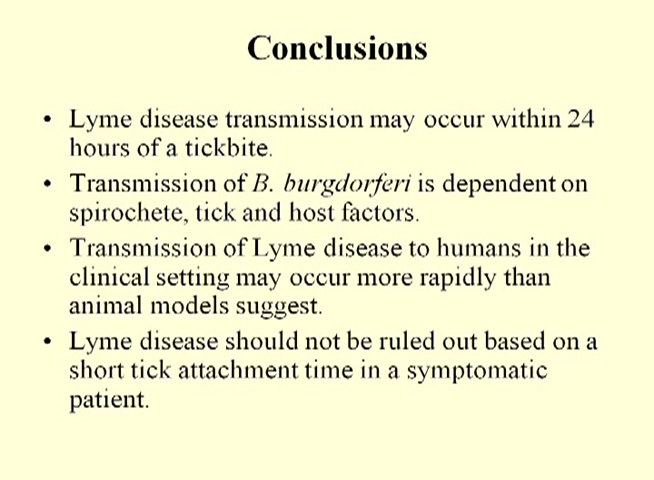 Conclusions
• Lyme disease transmission may occur within 24
hours of a tickbite.
• Transmission of B. burgdorferi is dependent on
spirochete, tick and host factors.
• Transmission of Lyme disease to humans in the
clinical setting may occur more rapidly than
animal models suggest.
• Lyme disease should not be ruled out based on a
short tick attachment time in a symptomatic
patient.